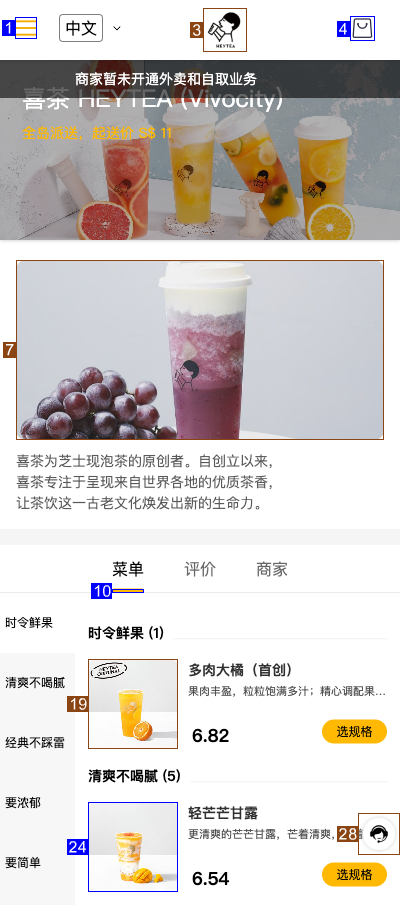 1
中文
3
HEYTEA
4
商家暂未开通外卖和自取业务
喜茶 HEYTEA (Vivocity)
全岛派送，起送价 S$ 11
7
喜茶为芝士现泡茶的原创者。自创立以来，
喜茶专注于呈现来自世界各地的优质茶香，
让茶饮这一古老文化焕发出新的生命力。
菜单
评价
商家
10
时令鲜果
清爽不喝腻
经典不踩雷
要浓郁
要简单
时令鲜果 (1)
19
多肉大橘（首创）
果肉丰盈，粒粒饱满多汁；精心调配果...
6.82
选规格
清爽不喝腻 (5)
24
轻芒芒甘露
更清爽的芒芒甘露，芒着清爽，
28
6.54
选规格